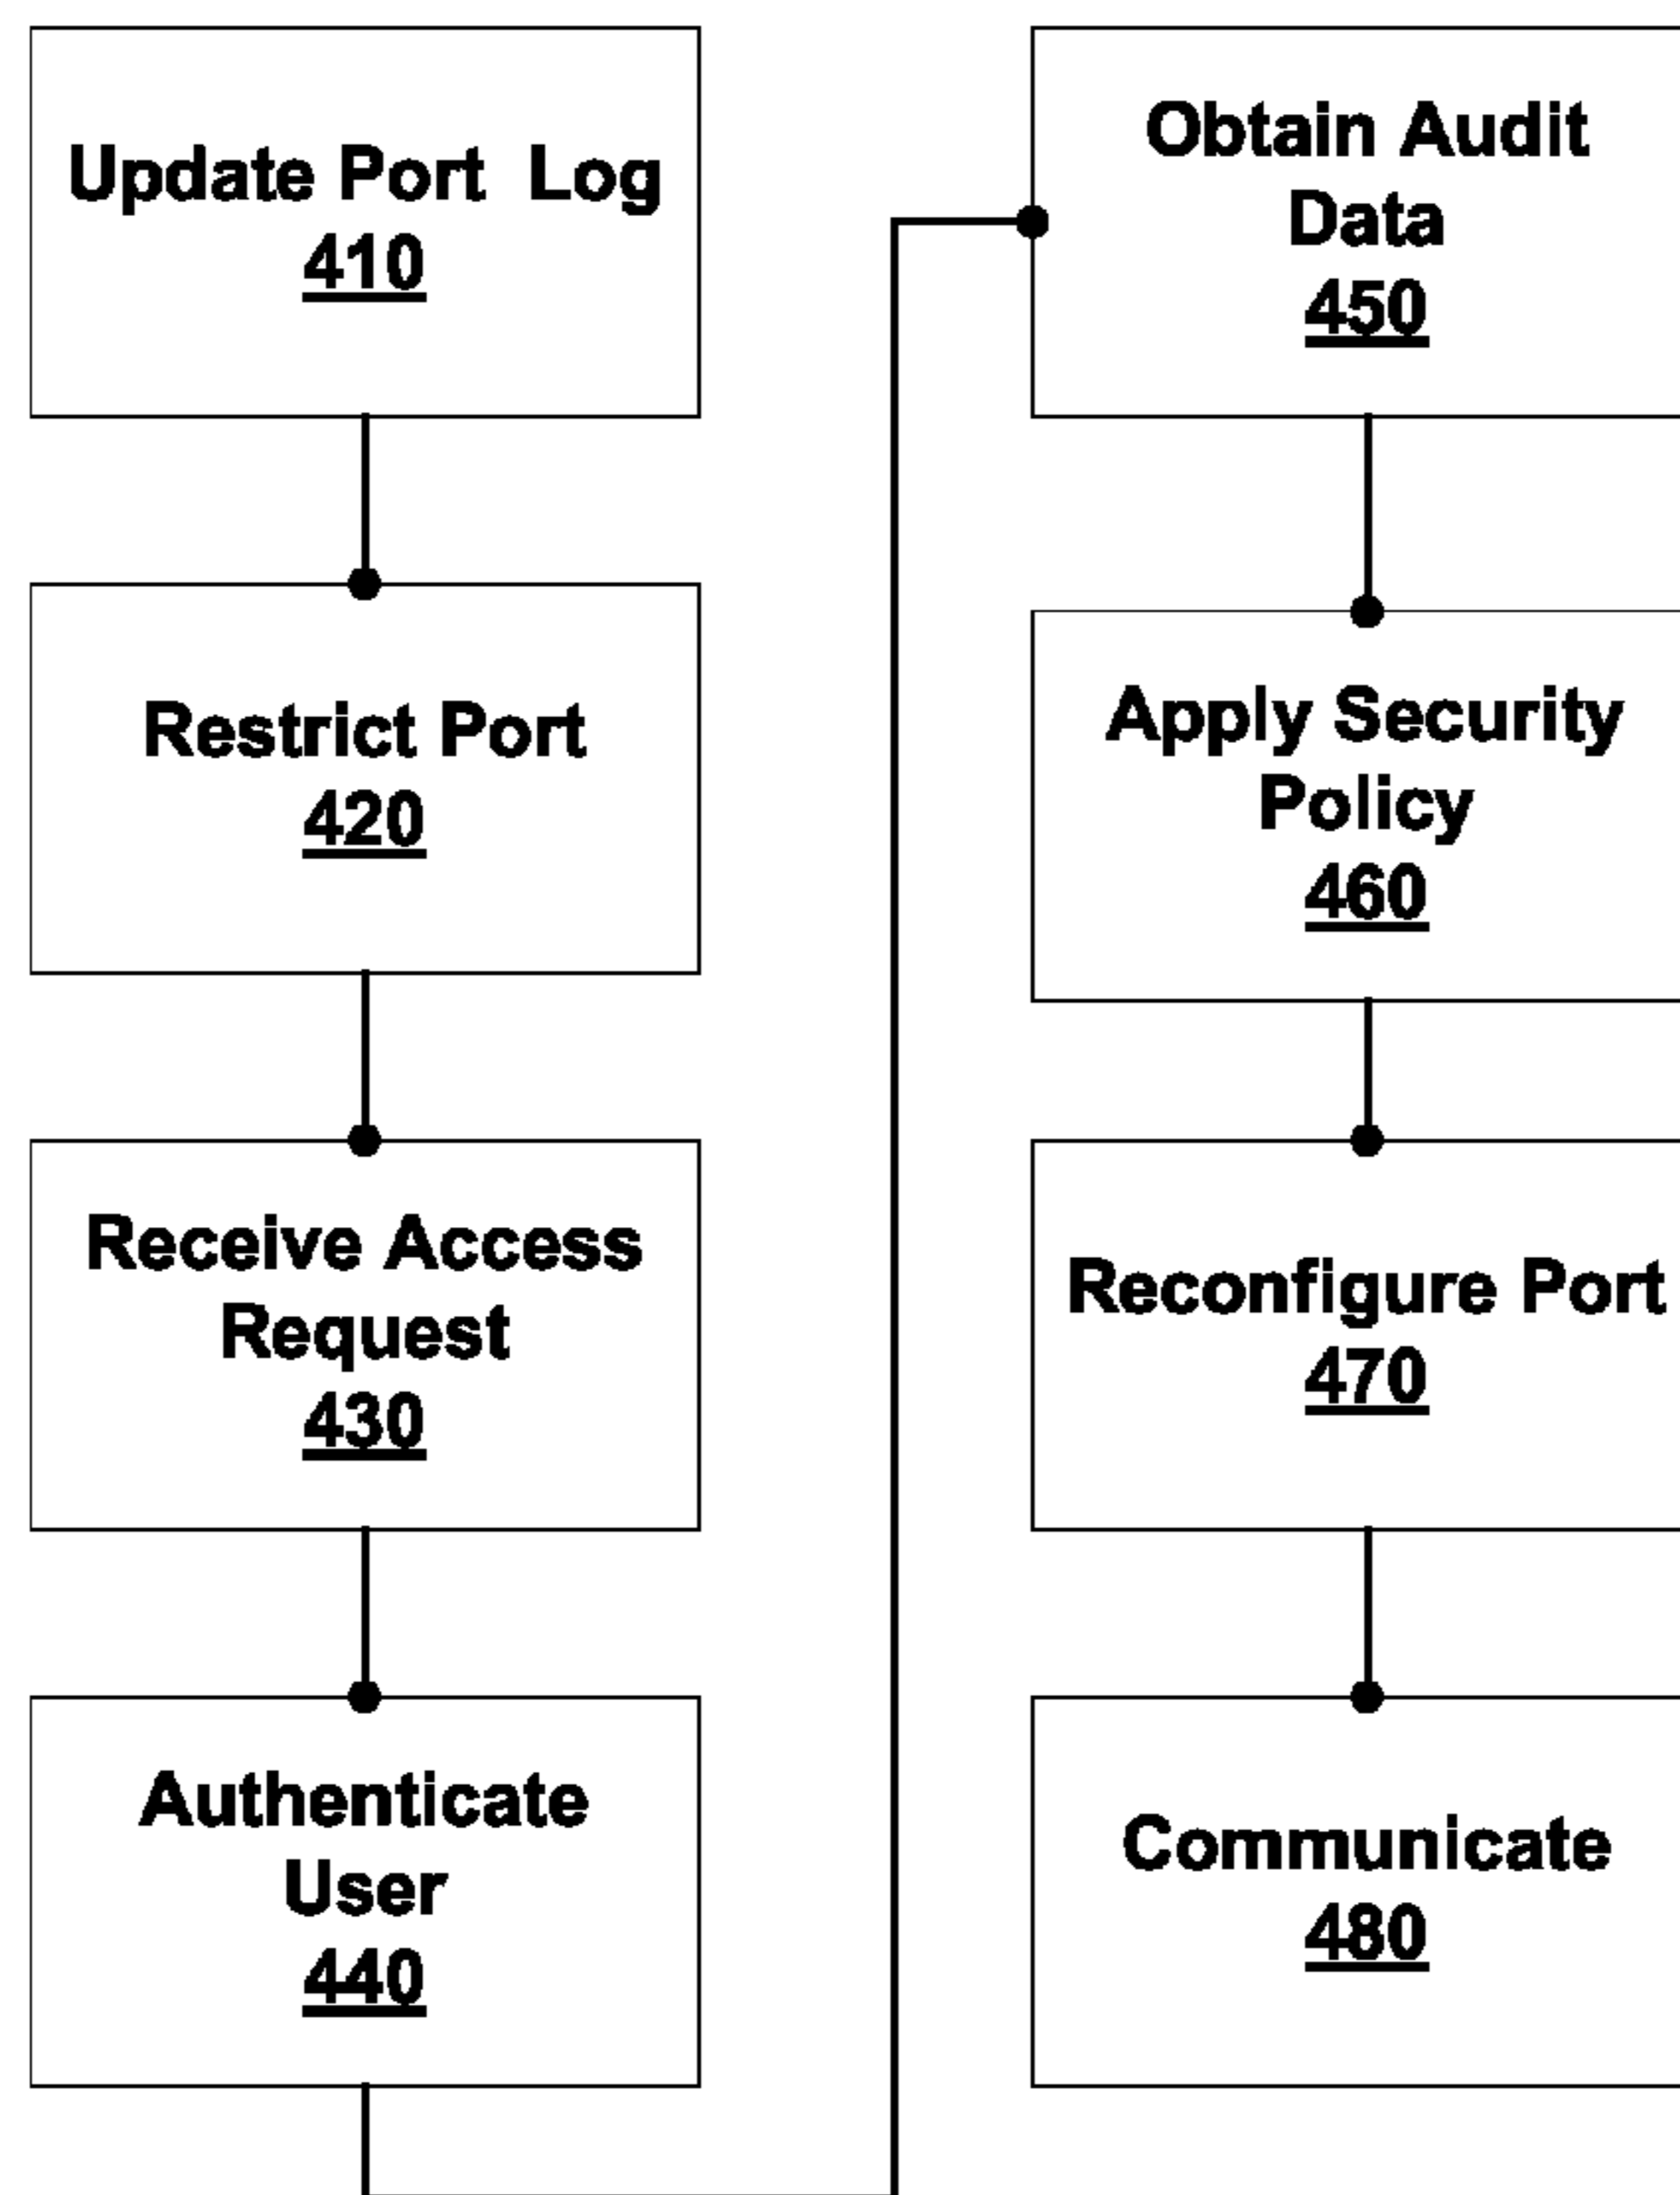 Update Port Log
410
Restrict Port
420
Receive Access
Request
430
Authenticate
User
440
Obtain Audit
Data
450
Apply Security
Policy
460
Reconfigure Port
470
Communicate
480